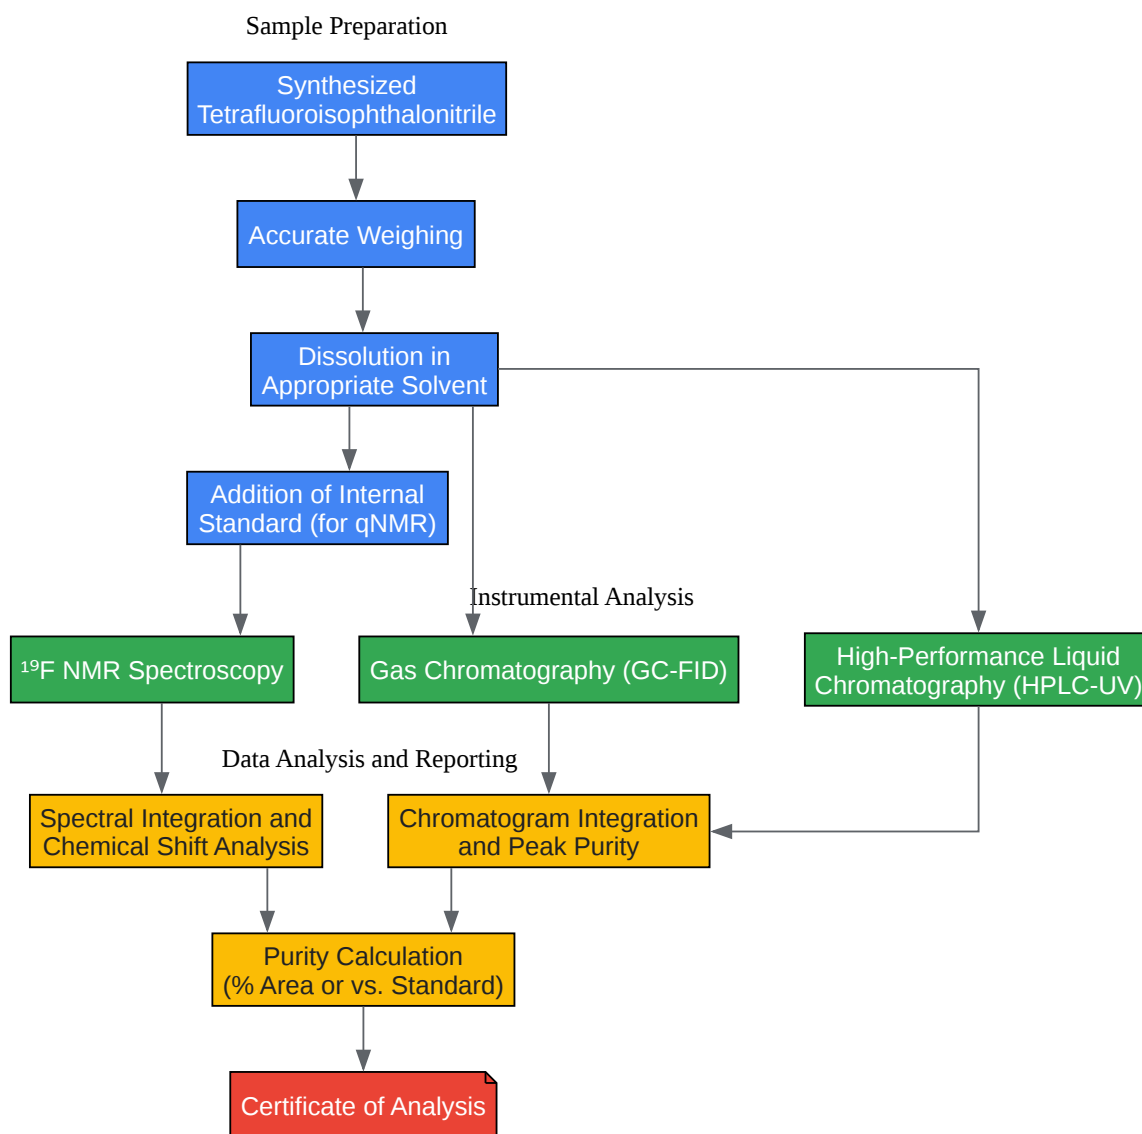 Sample Preparation
Synthesized
Tetrafluoroisophthalonitrile
Accurate Weighing
Dissolution in
Appropriate Solvent
Addition of Internal
Standard (for qNMR)
Instrumental Analysis
¹⁹F NMR Spectroscopy
Gas Chromatography (GC-FID)
High-Performance Liquid
Chromatography (HPLC-UV)
Data Analysis and Reporting
Spectral Integration and
Chemical Shift Analysis
Chromatogram Integration
and Peak Purity
Purity Calculation
(% Area or vs. Standard)
Certificate of Analysis